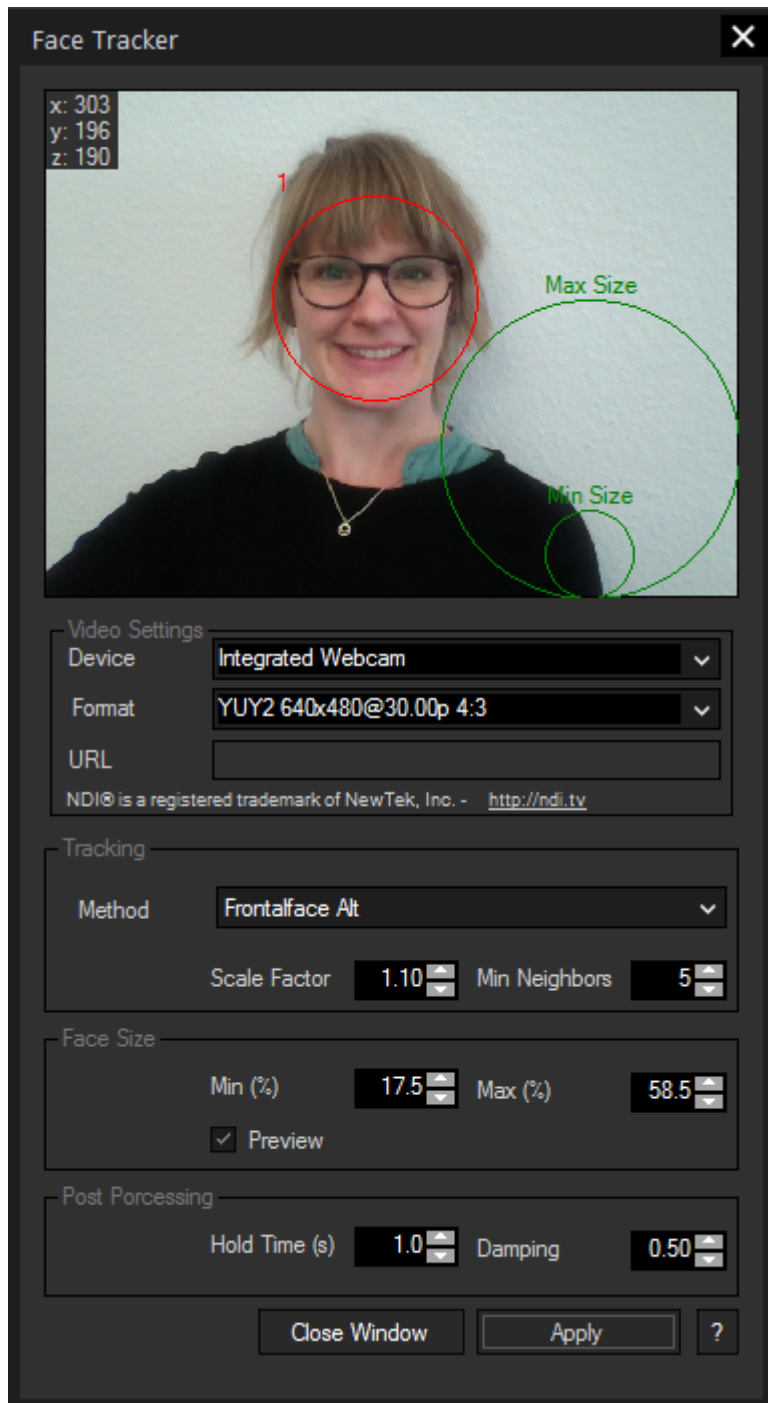 Face Tracker
x: 303
y: 196
z: 190
1
Max Size
Min Size
Video Settings
Device Integrated Webcam
Format YUY2 640x480@30.00p 4:3
URL
NDI® is a registered trademark of NewTek, Inc. - http://ndi.tv
Tracking
Method Frontalface Alt
Scale Factor 1.10 Min Neighbors 5
Face Size
Min (%) 17.5 Max (%) 58.5
Preview
Post Porcessing
Hold Time (s) 1.0 Damping 0.50
Close Window Apply ?